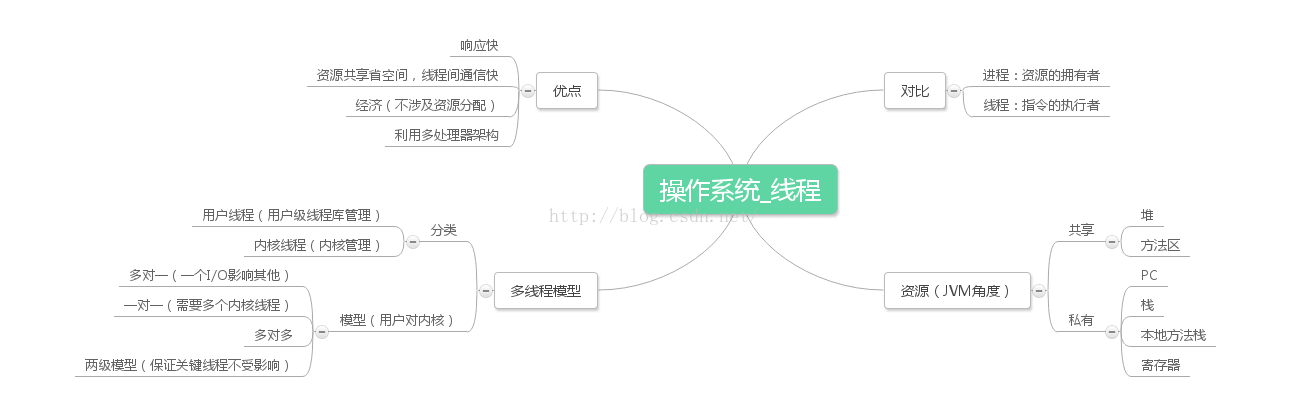 操作系统_线程
优点
响应快
资源共享省空间，线程间通信快
经济（不涉及资源分配）
利用多处理器架构
多线程模型
分类
用户线程（用户级线程库管理）
内核线程（内核管理）
模型（用户对内核）
多对一（一个I/O影响其他）
一对一（需要多个内核线程）
多对多
两级模型（保证关键线程不受影响）
对比
进程：资源的拥有者
线程：指令的执行者
资源（JVM角度）
共享
堆
方法区
私有
PC
栈
本地方法栈
寄存器
http://blog.csdn.net